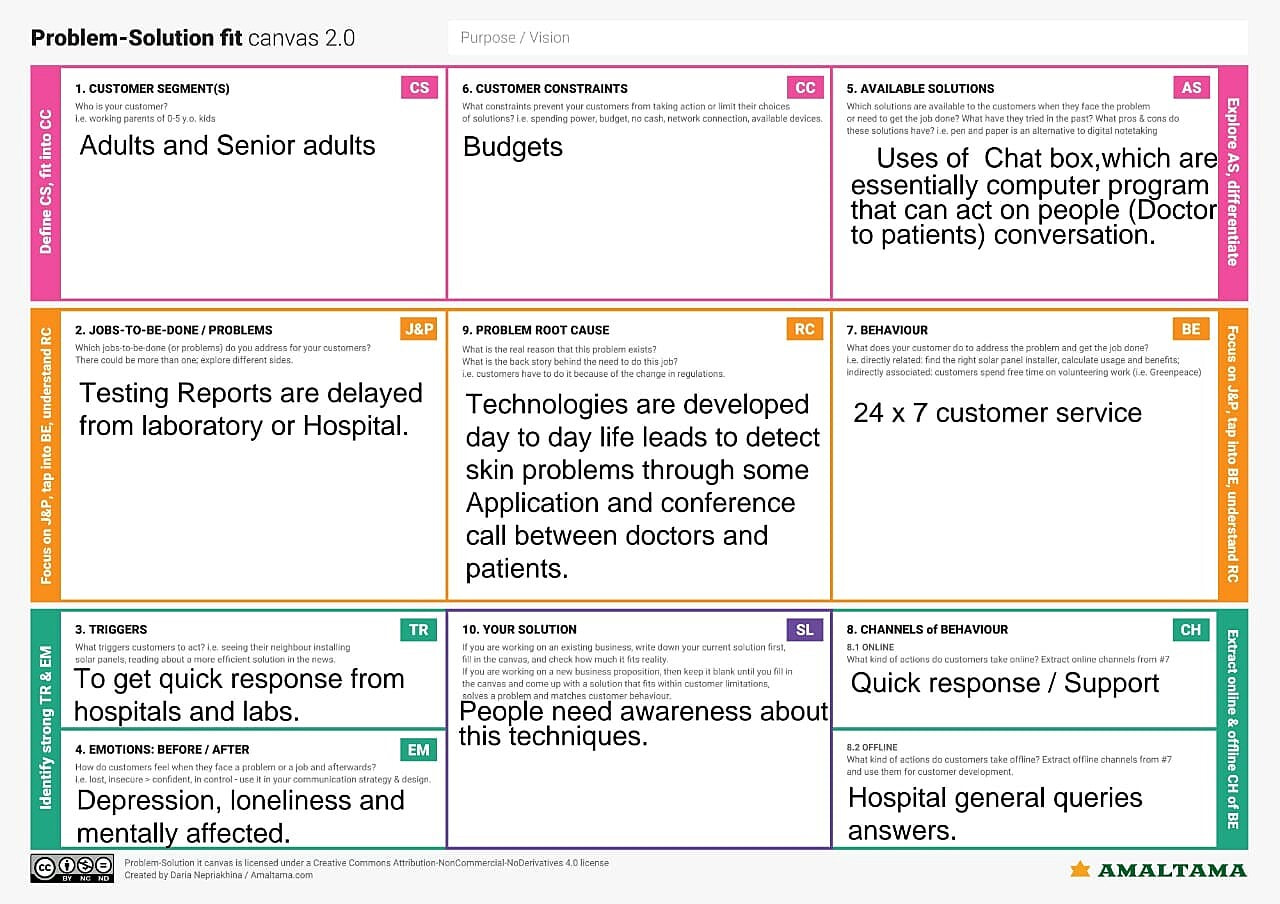 Problem-Solution fit canvas 2.0
Purpose / Vision
Define CS, fit into CC
1. CUSTOMER SEGMENT(S)
CS
Who is your customer?
i.e. working parents of 0-5 y.o. kids
Adults and Senior adults
6. CUSTOMER CONSTRAINTS
CC
What constraints prevent your customers from taking action or limit their choices
of solutions? i.e. spending power, budget, no cash, network connection, available devices.
Budgets
5. AVAILABLE SOLUTIONS
AS
Which solutions are available to the customers when they face the problem
or need to get the job done? What have they tried in the past? What pros & cons do
these solutions have? i.e. pen and paper is an alternative to digital notetaking
Uses of Chat box,which are
essentially computer program
that can act on people (Doctor
to patients) conversation.
Explore AS, differentiate
Focus on J&P, tap into BE, understand RC
2. JOBS-TO-BE-DONE / PROBLEMS
J&P
Which jobs-to-be-done (or problems) do you address for your customers?
There could be more than one; explore different sides.
Testing Reports are delayed
from laboratory or Hospital.
9. PROBLEM ROOT CAUSE
RC
What is the real reason that this problem exists?
What is the back story behind the need to do this job?
i.e. customers have to do it because of the change in regulations.
Technologies are developed
day to day life leads to detect
skin problems through some
Application and conference
call between doctors and
patients.
7. BEHAVIOUR
BE
What does your customer do to address the problem and get the job done?
i.e. directly related: find the right solar panel installer, calculate usage and benefits;
indirectly associated: customers spend free time on volunteering work (i.e. Greenpeace)
24 x 7 customer service
Focus on J&P, tap into BE, understand RC
Identify strong TR & EM
3. TRIGGERS
TR
What triggers customers to act? i.e. seeing their neighbour installing
solar panels, reading about a more efficient solution in the news.
To get quick response from
hospitals and labs.
4. EMOTIONS: BEFORE / AFTER
EM
How do customers feel when they face a problem or a job and afterwards?
i.e. lost, insecure > confident, in control - use it in your communication strategy & design.
Depression, loneliness and
mentally affected.
10. YOUR SOLUTION
SL
If you are working on an existing business, write down your current solution first,
fill in the canvas, and check how much it fits reality.
If you are working on a new business proposition, then keep it blank until you fill in
the canvas and come up with a solution that fits within customer limitations,
solves a problem and matches customer behaviour.
People need awareness about
this techniques.
8. CHANNELS of BEHAVIOUR
CH
8.1 ONLINE
What kind of actions do customers take online? Extract online channels from #7
Quick response / Support
8.2 OFFLINE
What kind of actions do customers take offline? Extract offline channels from #7
and use them for customer development.
Hospital general queries
answers.
Extract online & offline CH of BE
CC BY NC ND
Problem-Solution it canvas is licensed under a Creative Commons Attribution-NonCommercial-NoDerivatives 4.0 license
Created by Daria Nepriakhina / Amaltama.com
AMALTAMA